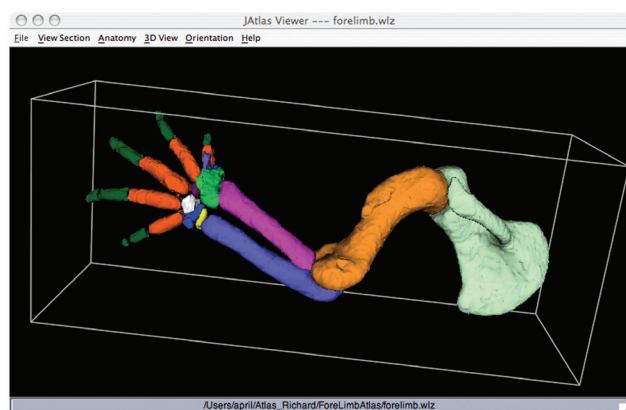 JAtlas Viewer --- forelimb.wlz
File View Section Anatomy 3D View Orientation Help
/Users/april/Atlas_Richard/ForeLimbAtlas/forelimb.wlz